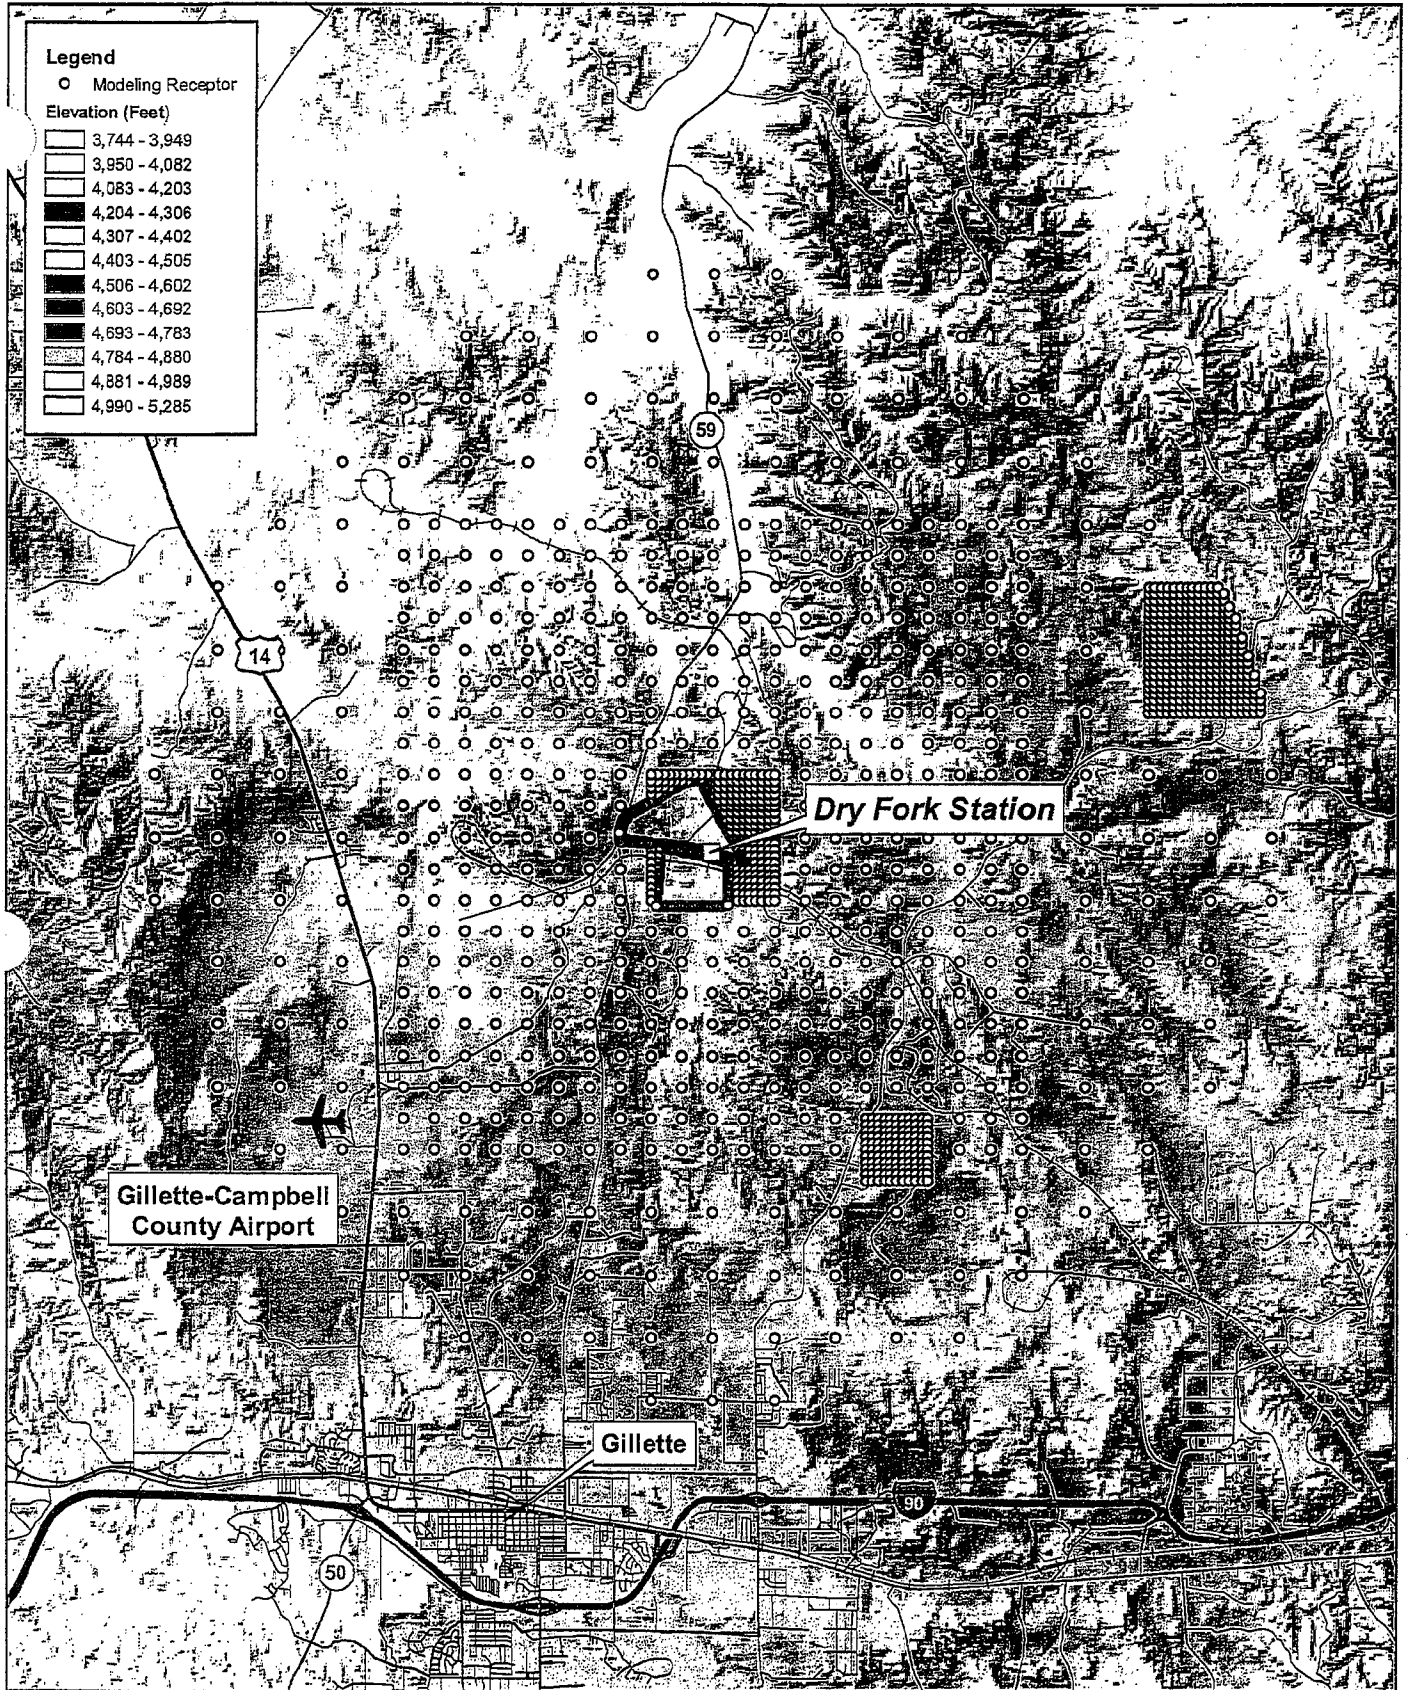 Legend
Modeling Receptor
Elevation (Feet)
3,744 - 3,949
3,950 - 4,082
4,083 - 4,203
4,204 - 4,306
4,307 - 4,402
4,403 - 4,505
4,506 - 4,602
4,603 - 4,692
4,693 - 4,783
4,784 - 4,880
4,881 - 4,989
4,990 - 5,285
59
14
Dry Fork Station
Gillette-Campbell
County Airport
Gillette
90
50